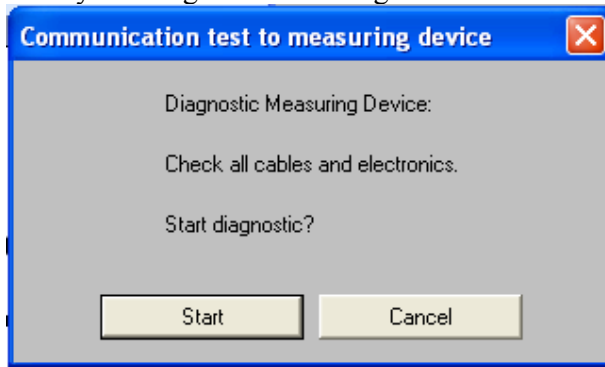 Communication test to measuring device
Diagnostic Measuring Device:
Check all cables and electronics.
Start diagnostic?
Start Cancel